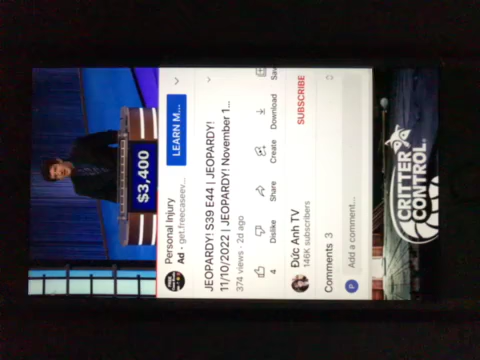 $3,400
Personal Injury
Ad · get.freecaseev...
LEARN M...
JEOPARDY! S39 E44 | JEOPARDY!
11/10/2022 | JEOPARDY! November 1...
374 views · 2d ago
4
Dislike
Share
Create
Download
Sav
Đức Anh TV
146K subscribers
SUBSCRIBE
Comments 3
P
Add a comment...
CRITTER
CONTROL